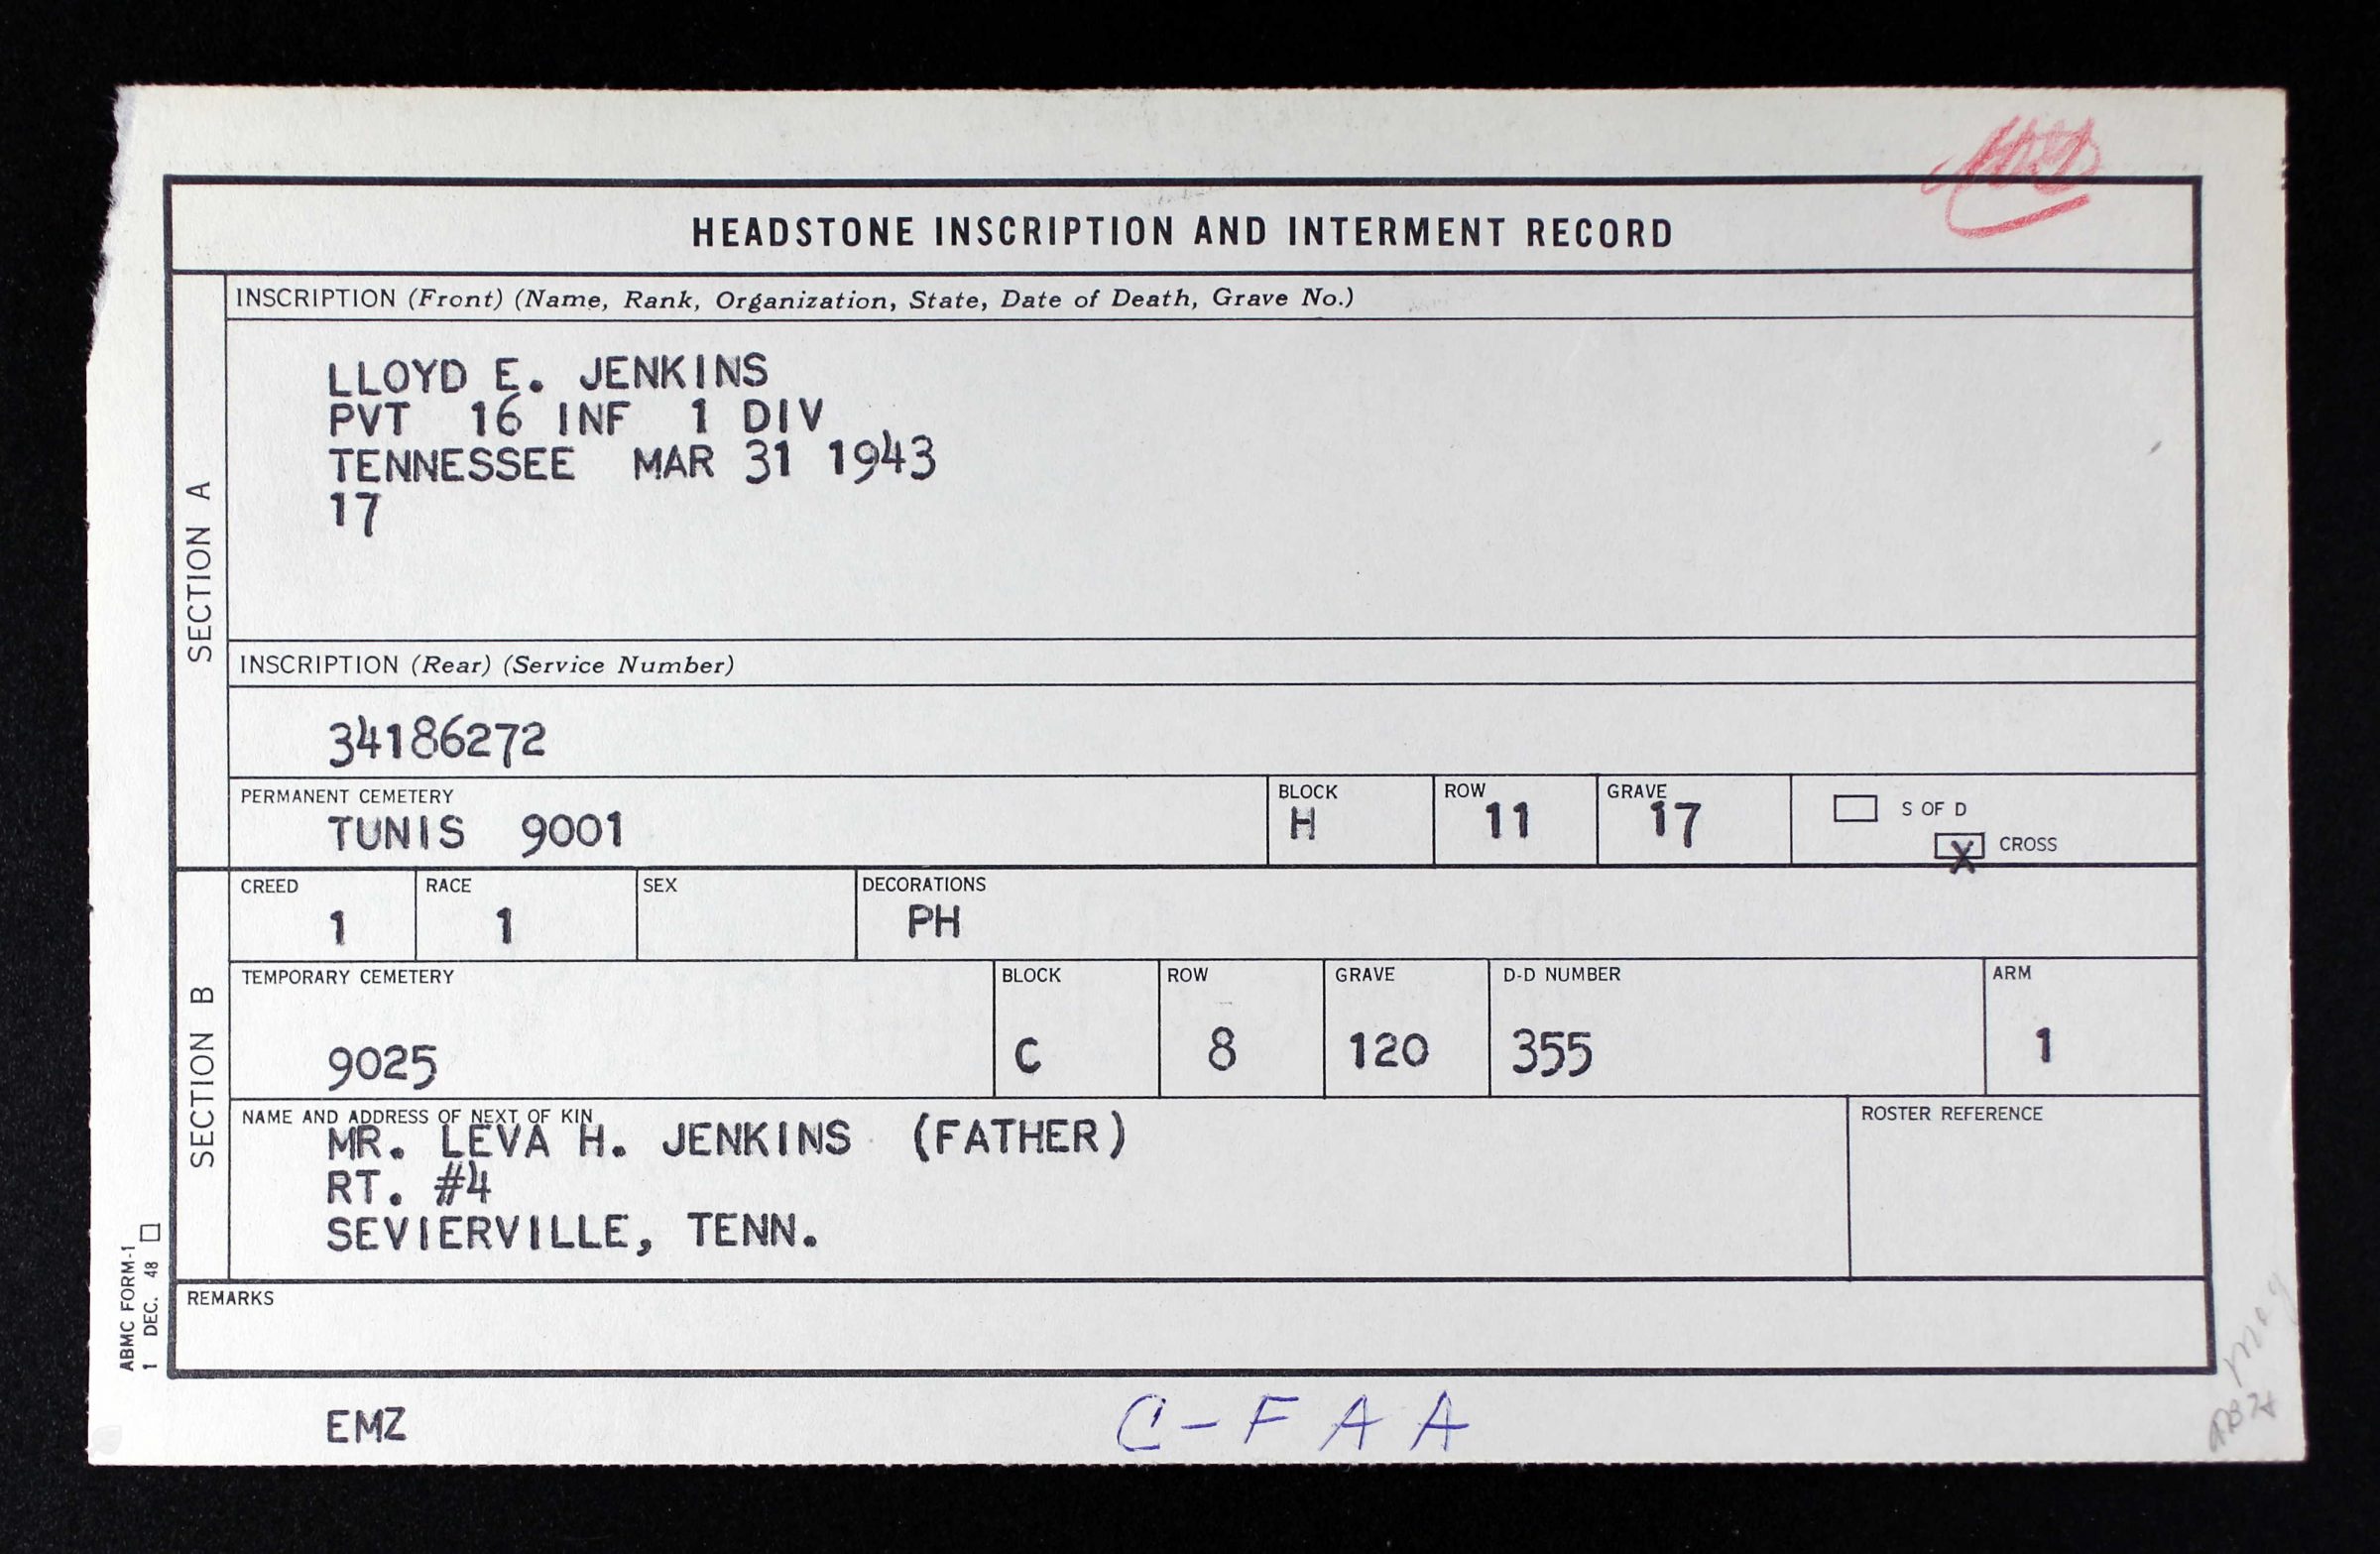 HEADSTONE INSCRIPTION AND INTERMENT RECORD
SECTION A
INSCRIPTION (Front) (Name, Rank, Organization, State, Date of Death, Grave No.)
LLOYD E. JENKINS
PVT 16 INF 1 DIV
TENNESSEE MAR 31 1943
17
INSCRIPTION (Rear) (Service Number)
34186272
PERMANENT CEMETERY BLOCK ROW GRAVE
TUNIS 9001 H 11 17
S OF D
X CROSS
SECTION B
CREED RACE SEX DECORATIONS
1 1 PH
TEMPORARY CEMETERY BLOCK ROW GRAVE D-D NUMBER ARM
9025 C 8 120 355 1
NAME AND ADDRESS OF NEXT OF KIN ROSTER REFERENCE
MR. LEVA H. JENKINS (FATHER)
RT. #4
SEVIERVILLE, TENN.
REMARKS
ABMC FORM-1
1 DEC. 48
EMZ
C-FAA